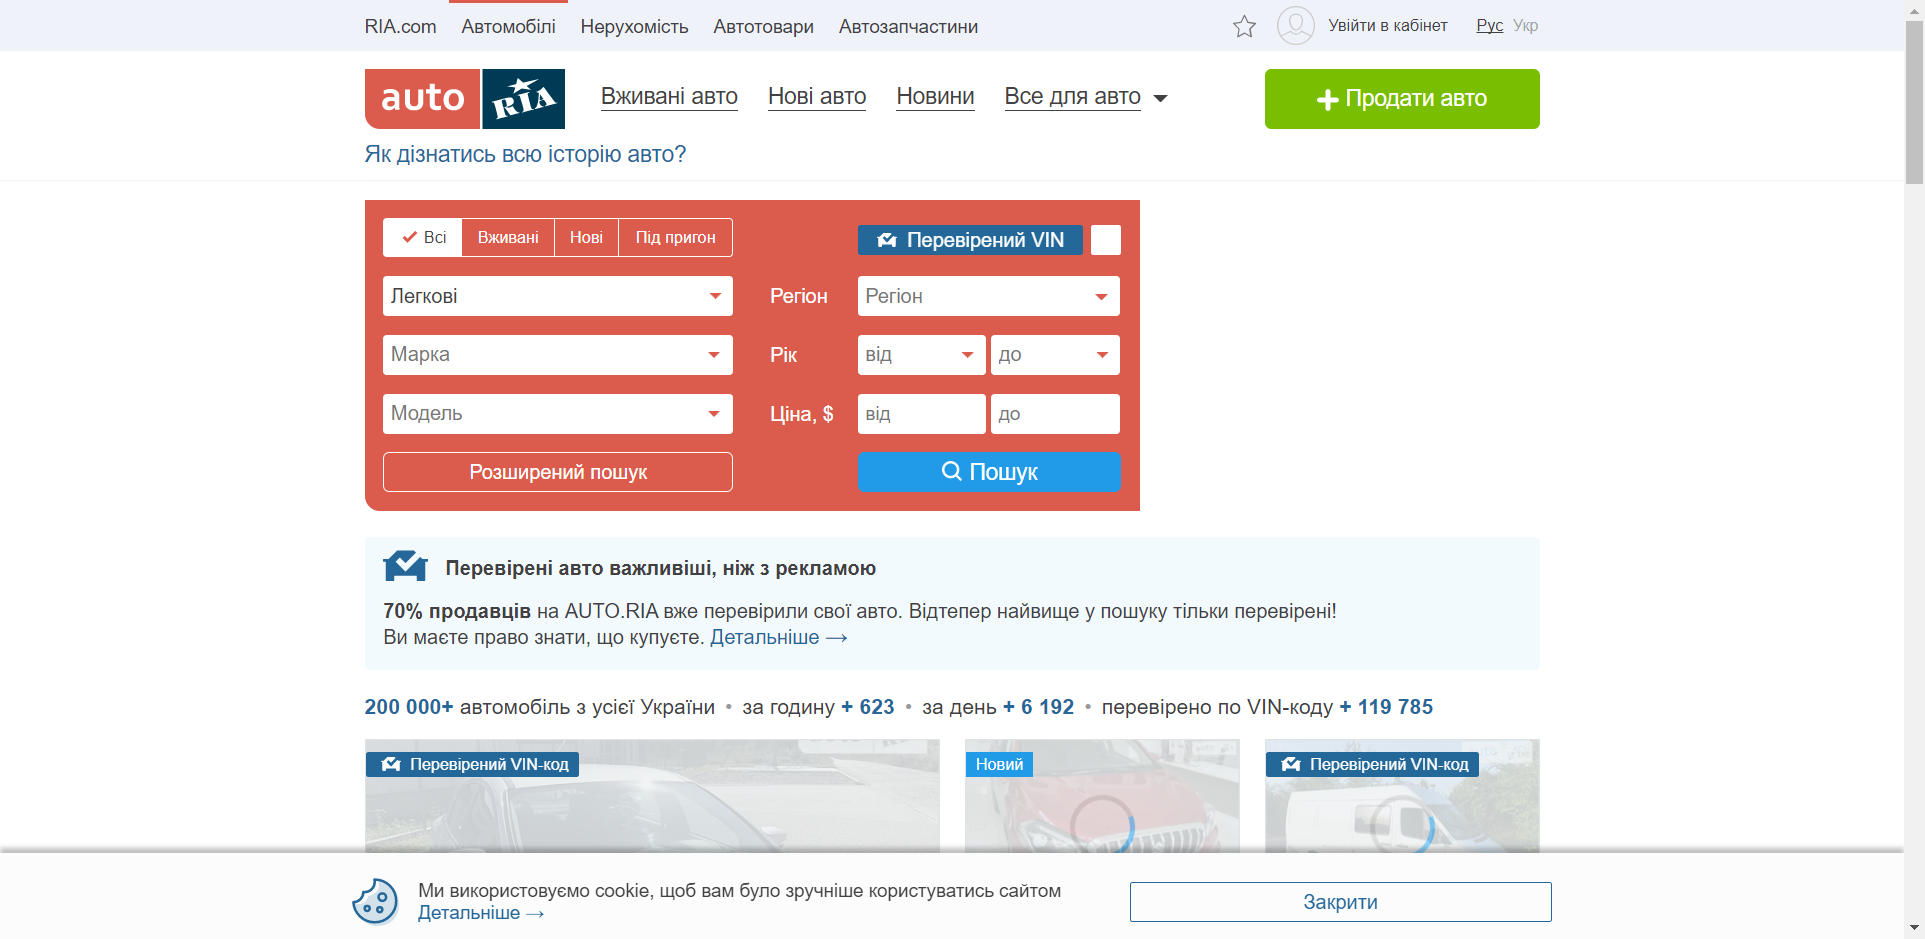 RIA.com Автомобілі Нерухомість Автотовари Автозапчастини Увійти в кабінет Рус Укр
auto RIA Вживані авто Нові авто Новини Все для авто Продати авто
Як дізнатись всю історію авто?
Всі Вживані Нові Під пригон Перевірений VIN
Легкові Регіон Регіон
Марка Рік від до
Модель Ціна, $ від до
Розширений пошук Пошук
Перевірені авто важливіші, ніж з рекламою
70% продавців на AUTO.RIA вже перевірили свої авто. Відтепер найвище у пошуку тільки перевірені!
Ви маєте право знати, що купуєте. Детальніше →
200 000+ автомобіль з усієї України • за годину + 623 • за день + 6 192 • перевірено по VIN-коду + 119 785
Перевірений VIN-код Новий Перевірений VIN-код
Ми використовуємо cookie, щоб вам було зручніше користуватись сайтом
Детальніше → Закрити